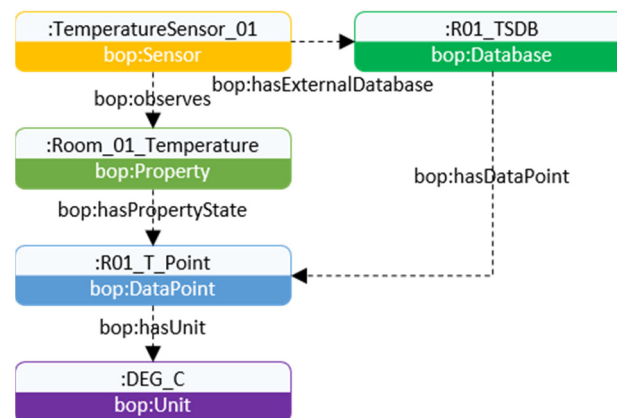 :TemperatureSensor_01
bop:Sensor
:R01_TSDB
bop:Database
bop:hasExternalDatabase
bop:observes
:Room_01_Temperature
bop:Property
bop:hasDataPoint
bop:hasPropertyState
:R01_T_Point
bop:DataPoint
bop:hasUnit
:DEG_C
bop:Unit